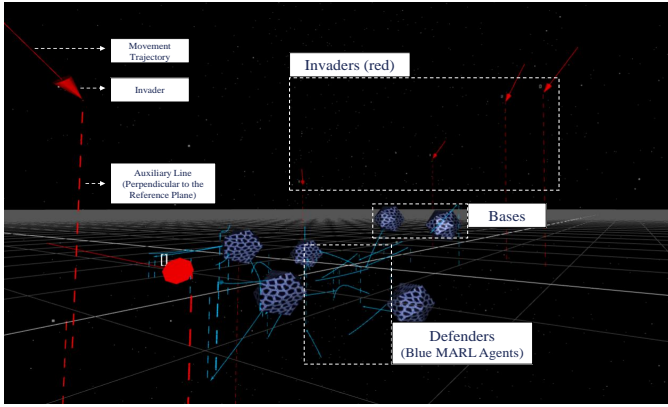 Movement
Trajectory
Invader
Auxiliary Line
(Perpendicular to the
Reference Plane)
Invaders (red)
Bases
Defenders
(Blue MARL Agents)